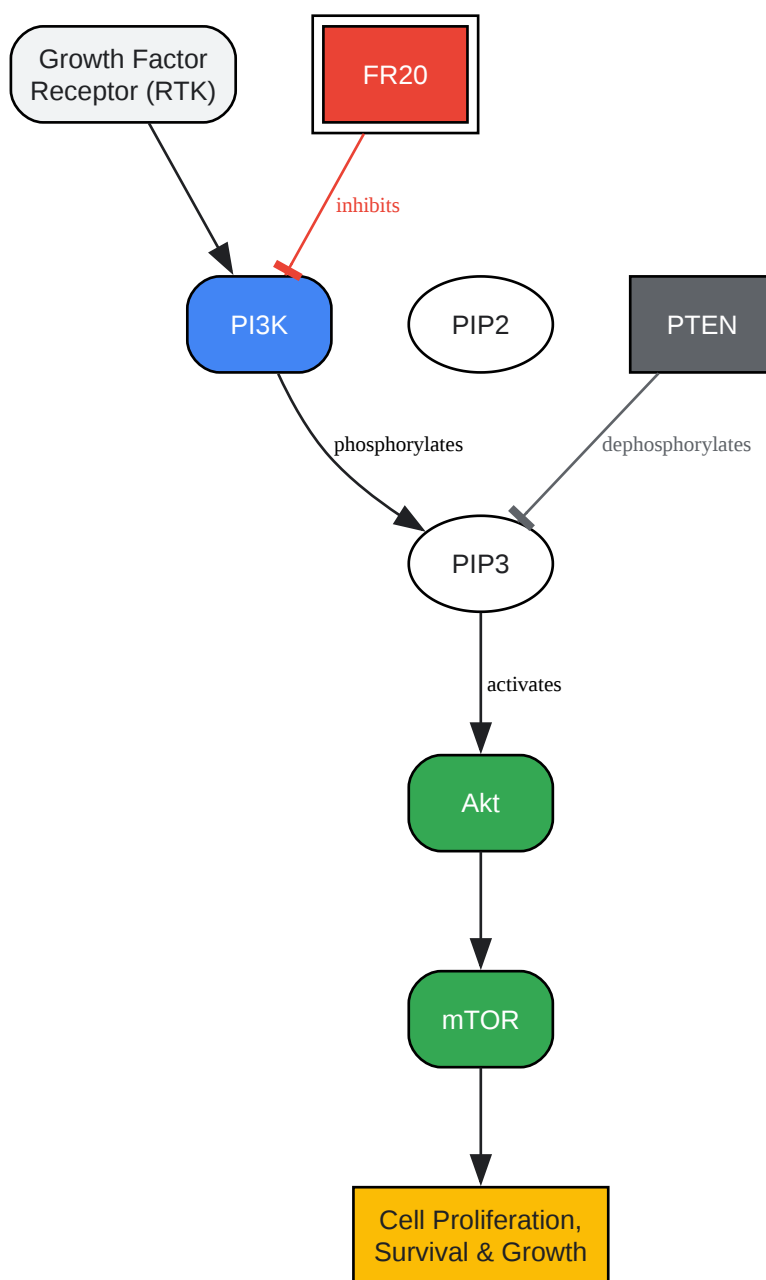 Growth Factor
Receptor (RTK)
FR20
inhibits
PI3K
PIP2
PTEN
phosphorylates
dephosphorylates
PIP3
activates
Akt
mTOR
Cell Proliferation,
Survival & Growth